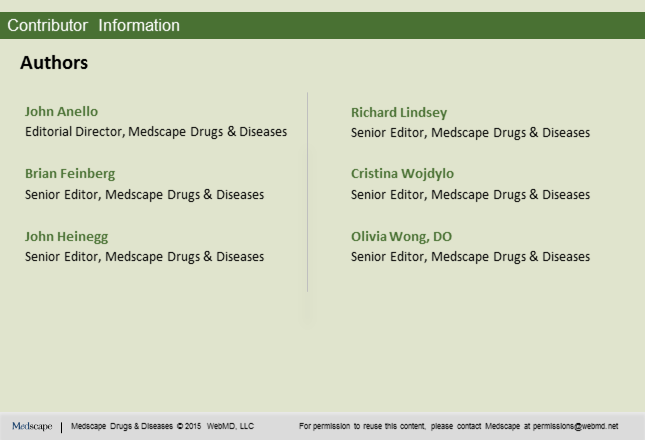 Contributor Information
Authors
John Anello
Editorial Director, Medscape Drugs & Diseases
Brian Feinberg
Senior Editor, Medscape Drugs & Diseases
John Heinegg
Senior Editor, Medscape Drugs & Diseases
Richard Lindsey
Senior Editor, Medscape Drugs & Diseases
Cristina Wojdylo
Senior Editor, Medscape Drugs & Diseases
Olivia Wong, DO
Senior Editor, Medscape Drugs & Diseases
Medscape | Medscape Drugs & Diseases © 2015 WebMD, LLC For permission to reuse this content, please contact Medscape at permissions@webmd.net